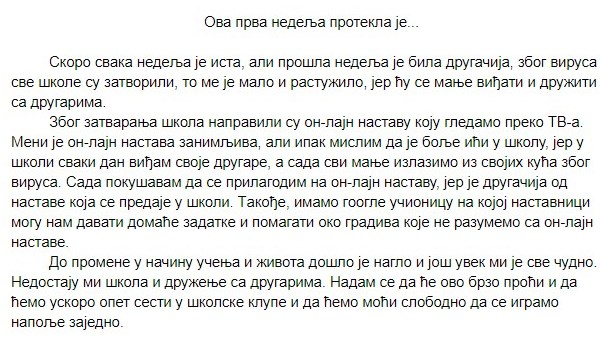 Ова прва недеља протекла је...
Скоро свака недеља је иста, али прошла недеља је била другачија, због вируса
све школе су затворили, то ме је мало и растужило, јер ћу се мање виђати и дружити
са другарима.
Због затварања школа направили су он-лајн наставу коју гледамо преко ТВ-а.
Мени је он-лајн настава занимљива, али ипак мислим да је боље ићи у школу, јер у
школи сваки дан виђам своје другаре, а сада сви мање излазимо из својих кућа због
вируса. Сада покушавам да се прилагодим на он-лајн наставу, јер је другачија од
наставе која се предаје у школи. Такође, имамо гоогле учионицу на којој наставници
могу нам давати домаће задатке и помагати око градива које не разумемо са он-лајн
наставе.
До промене у начину учења и живота дошло је нагло и још увек ми је све чудно.
Недостају ми школа и дружење са другарима. Надам се да ће ово брзо проћи и да
ћемо ускоро опет сести у школске клупе и да ћемо моћи слободно да се играмо
напоље заједно.